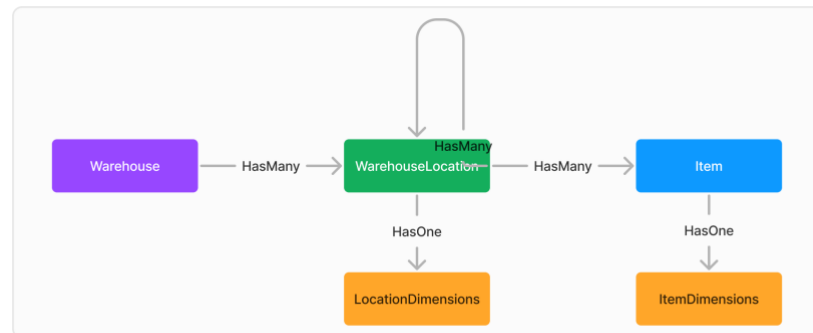 HasMany
Warehouse
HasMany
WarehouseLocation
HasMany
Item
HasOne
HasOne
LocationDimensions
ItemDimensions